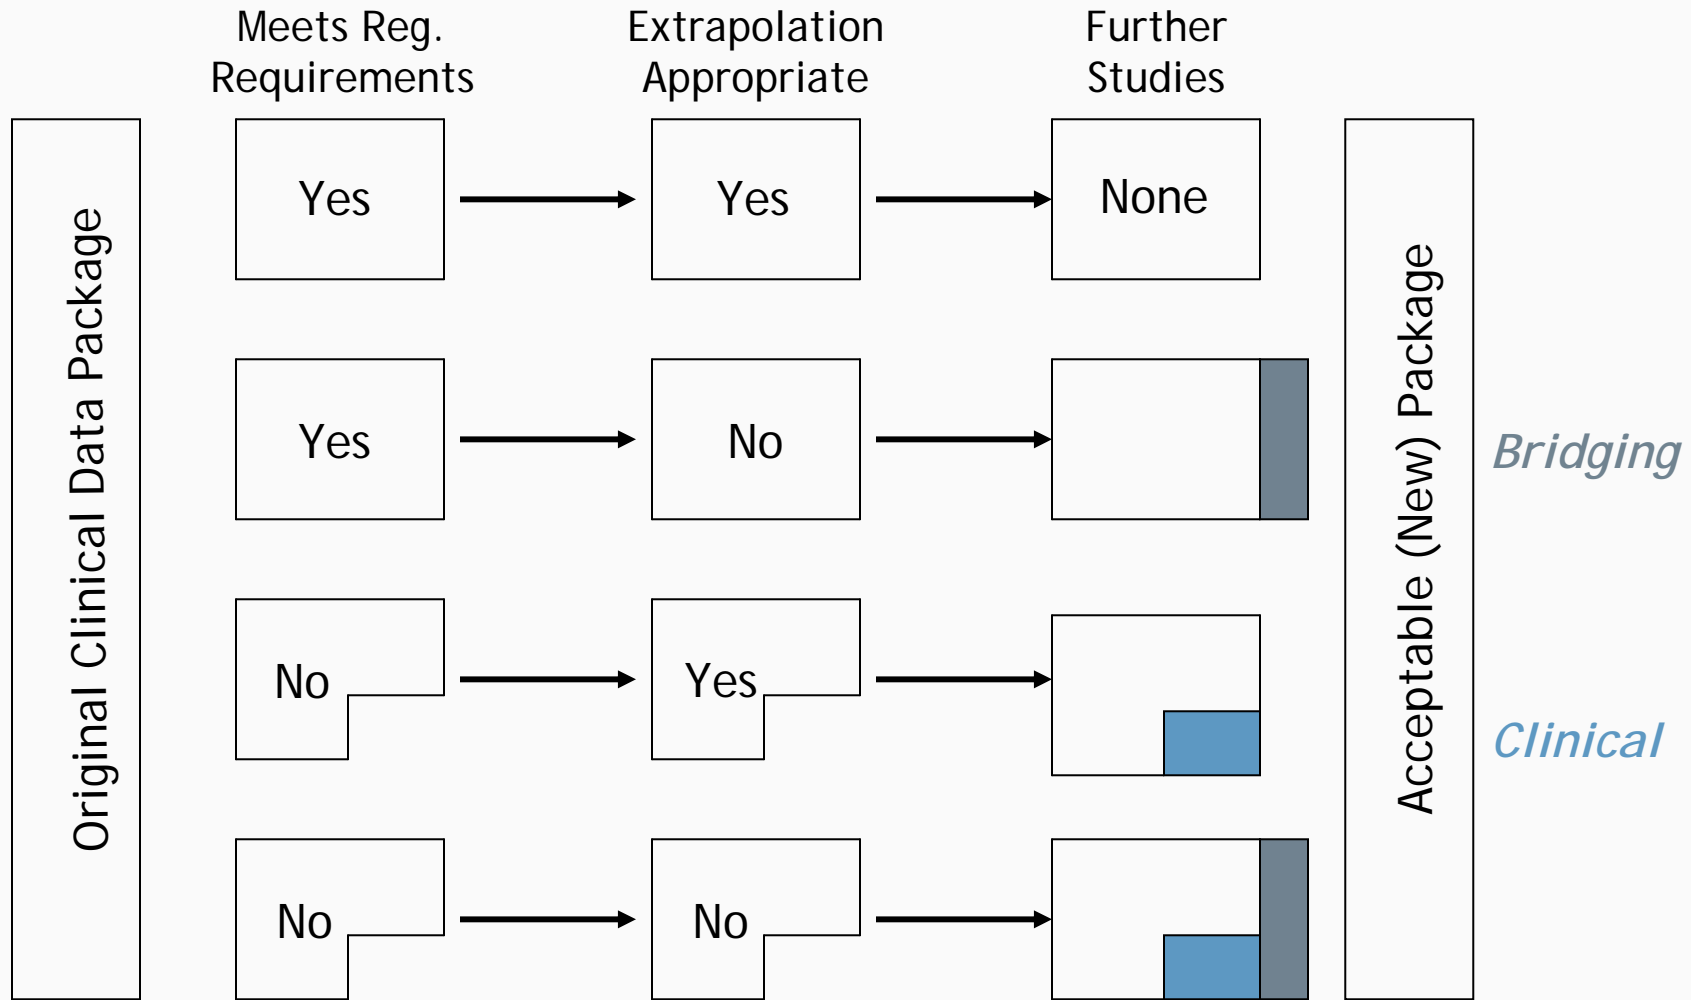 Meets Reg.
Requirements
Extrapolation
Appropriate
Further
Studies
Original Clinical Data Package
Yes
Yes
None
Acceptable (New) Package
Yes
No
Bridging
No
Yes
Clinical
No
No